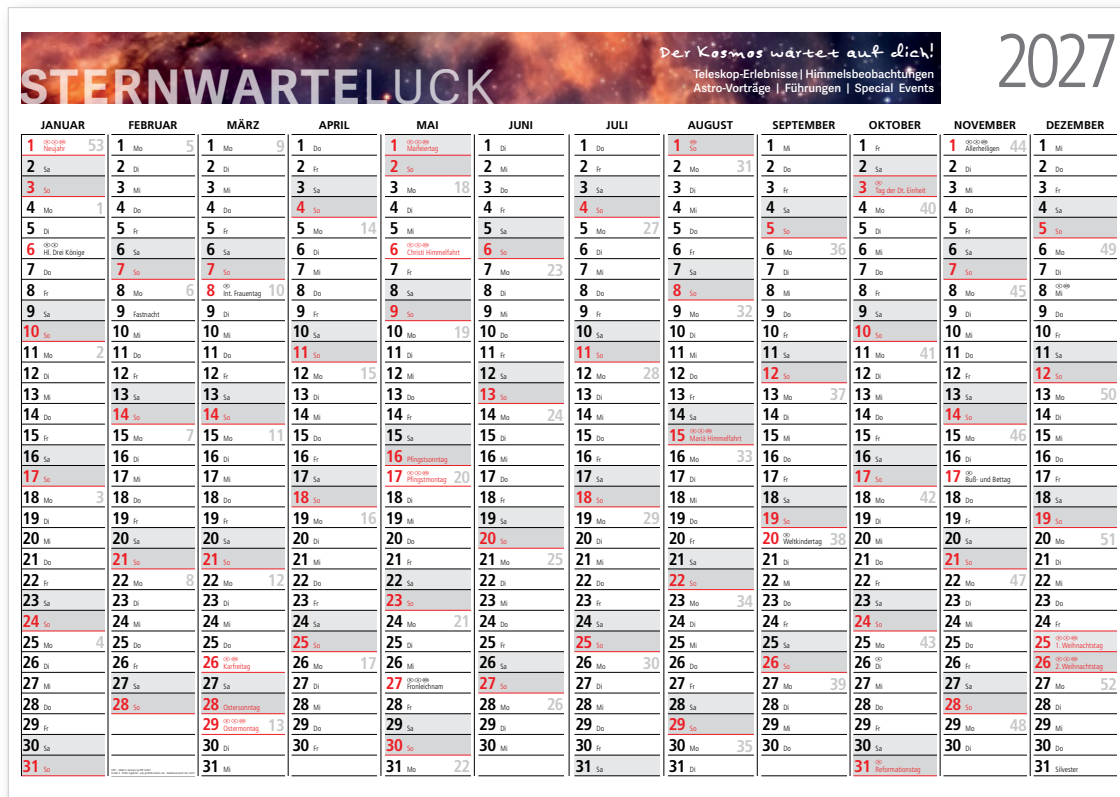 STERNWARTELUCK
Der Kosmos wartet auf dich!
Teleskop-Erlebnisse | Himmelsbeobachtungen
Astro-Vorträge | Führungen | Special Events
2027
JANUAR
1 Neujahr 53
2 Sa
3 So
4 Mo 1
5 Di
6 Hl. Drei Könige
7 Do
8 Fr
9 Sa
10 So
11 Mo 2
12 Di
13 Mi
14 Do
15 Fr
16 Sa
17 So
18 Mo 3
19 Di
20 Mi
21 Do
22 Fr
23 Sa
24 So
25 Mo 4
26 Di
27 Mi
28 Do
29 Fr
30 Sa
31 So
FEBRUAR
1 Mo 5
2 Di
3 Mi
4 Do
5 Fr
6 Sa
7 So
8 Mo 6
9 Fastnacht
10 Mi
11 Do
12 Fr
13 Sa
14 So
15 Mo 7
16 Di
17 Mi
18 Do
19 Fr
20 Sa
21 So
22 Mo 8
23 Di
24 Mi
25 Do
26 Fr
27 Sa
28 So
MÄRZ
1 Mo 9
2 Di
3 Mi
4 Do
5 Fr
6 Sa
7 So
8 Int. Frauentag 10
9 Di
10 Mi
11 Do
12 Fr
13 Sa
14 So
15 Mo 11
16 Di
17 Mi
18 Do
19 Fr
20 Sa
21 So
22 Mo 12
23 Di
24 Mi
25 Do
26 Karfreitag
27 Sa
28 Ostersonntag
29 Ostermontag 13
30 Di
31 Mi
APRIL
1 Do
2 Fr
3 Sa
4 So
5 Mo 14
6 Di
7 Mi
8 Do
9 Fr
10 Sa
11 So
12 Mo 15
13 Di
14 Mi
15 Do
16 Fr
17 Sa
18 So
19 Mo 16
20 Di
21 Mi
22 Do
23 Fr
24 Sa
25 So
26 Mo 17
27 Di
28 Mi
29 Do
30 Fr
MAI
1 Maifeiertag
2 So
3 Mo 18
4 Di
5 Mi
6 Christi Himmelfahrt
7 Fr
8 Sa
9 So
10 Mo 19
11 Di
12 Mi
13 Do
14 Fr
15 Sa
16 Pfingstsonntag
17 Pfingstmontag 20
18 Di
19 Mi
20 Do
21 Fr
22 Sa
23 So
24 Mo 21
25 Di
26 Mi
27 Fronleichnam
28 Fr
29 Sa
30 So
31 Mo 22
JUNI
1 Di
2 Mi
3 Do
4 Fr
5 Sa
6 So
7 Mo 23
8 Di
9 Mi
10 Do
11 Fr
12 Sa
13 So
14 Mo 24
15 Di
16 Mi
17 Do
18 Fr
19 Sa
20 So
21 Mo 25
22 Di
23 Mi
24 Do
25 Fr
26 Sa
27 So
28 Mo 26
29 Di
30 Mi
JULI
1 Do
2 Fr
3 Sa
4 So
5 Mo 27
6 Di
7 Mi
8 Do
9 Fr
10 Sa
11 So
12 Mo 28
13 Di
14 Mi
15 Do
16 Fr
17 Sa
18 So
19 Mo 29
20 Di
21 Mi
22 Do
23 Fr
24 Sa
25 So
26 Mo 30
27 Di
28 Mi
29 Do
30 Fr
31 Sa
AUGUST
1 So
2 Mo 31
3 Di
4 Mi
5 Do
6 Fr
7 Sa
8 So
9 Mo 32
10 Di
11 Mi
12 Do
13 Fr
14 Sa
15 Mariä Himmelfahrt
16 Mo 33
17 Di
18 Mi
19 Do
20 Fr
21 Sa
22 So
23 Mo 34
24 Di
25 Mi
26 Do
27 Fr
28 Sa
29 So
30 Mo 35
31 Di
SEPTEMBER
1 Mi
2 Do
3 Fr
4 Sa
5 So
6 Mo 36
7 Di
8 Mi
9 Do
10 Fr
11 Sa
12 So
13 Mo 37
14 Di
15 Mi
16 Do
17 Fr
18 Sa
19 So
20 Weltkindertag 38
21 Di
22 Mi
23 Do
24 Fr
25 Sa
26 So
27 Mo 39
28 Di
29 Mi
30 Do
OKTOBER
1 Fr
2 Sa
3 Tag der Dt. Einheit
4 Mo 40
5 Di
6 Mi
7 Do
8 Fr
9 Sa
10 So
11 Mo 41
12 Di
13 Mi
14 Do
15 Fr
16 Sa
17 So
18 Mo 42
19 Di
20 Mi
21 Do
22 Fr
23 Sa
24 So
25 Mo 43
26 Di
27 Mi
28 Do
29 Fr
30 Sa
31 Reformationstag
NOVEMBER
1 Allerheiligen 44
2 Di
3 Mi
4 Do
5 Fr
6 Sa
7 So
8 Mo 45
9 Di
10 Mi
11 Do
12 Fr
13 Sa
14 So
15 Mo 46
16 Di
17 Buß- und Bettag
18 Do
19 Fr
20 Sa
21 So
22 Mo 47
23 Di
24 Mi
25 Do
26 Fr
27 Sa
28 So
29 Mo 48
30 Di
DEZEMBER
1 Mi
2 Do
3 Fr
4 Sa
5 So
6 Mo 49
7 Di
8 Mi
9 Do
10 Fr
11 Sa
12 So
13 Mo 50
14 Di
15 Mi
16 Do
17 Fr
18 Sa
19 So
20 Mo 51
21 Di
22 Mi
23 Do
24 Fr
25 1. Weihnachtstag
26 2. Weihnachtstag
27 Mo 52
28 Di
29 Mi
30 Do
31 Silvester